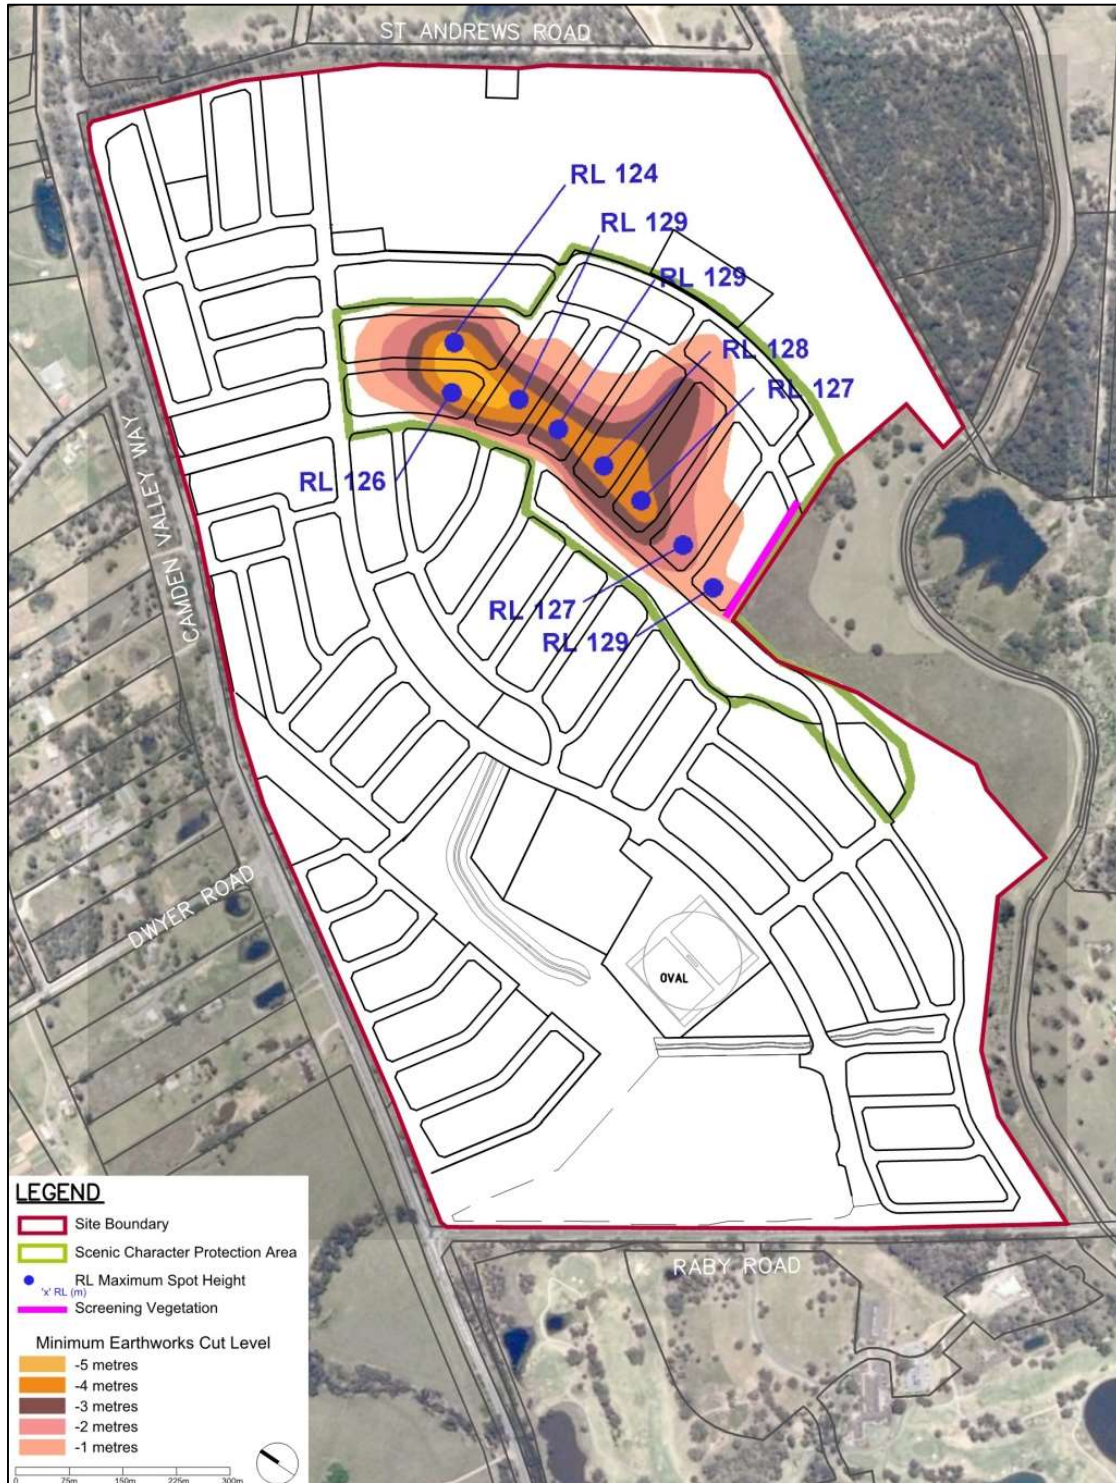 ST ANDREWS ROAD
RL 124
RL 129
RL 129
RL 128
RL 127
RL 126
CAMDEN VALLEY WAY
RL 127
RL 129
DWYER ROAD
OVAL
RABY ROAD
LEGEND
Site Boundary
Scenic Character Protection Area
RL Maximum Spot Height
'x' RL (m)
Screening Vegetation
Minimum Earthworks Cut Level
-5 metres
-4 metres
-3 metres
-2 metres
-1 metres
0 75m 150m 225m 300m